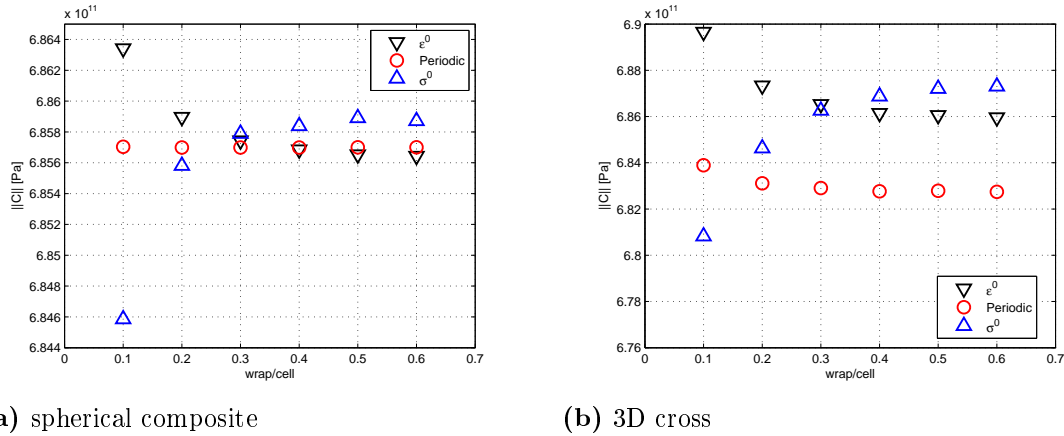 x 10^11
6.864
6.862
6.86
6.858
6.856
6.854
6.852
6.85
6.848
6.846
6.844
||C|| [Pa]
0 0.1 0.2 0.3 0.4 0.5 0.6 0.7
wrap/cell
ε^0
Periodic
σ^0
a) spherical composite
x 10^11
6.9
6.88
6.86
6.84
6.82
6.8
6.78
6.76
||C|| [Pa]
0 0.1 0.2 0.3 0.4 0.5 0.6 0.7
wrap/cell
ε^0
Periodic
σ^0
(b) 3D cross